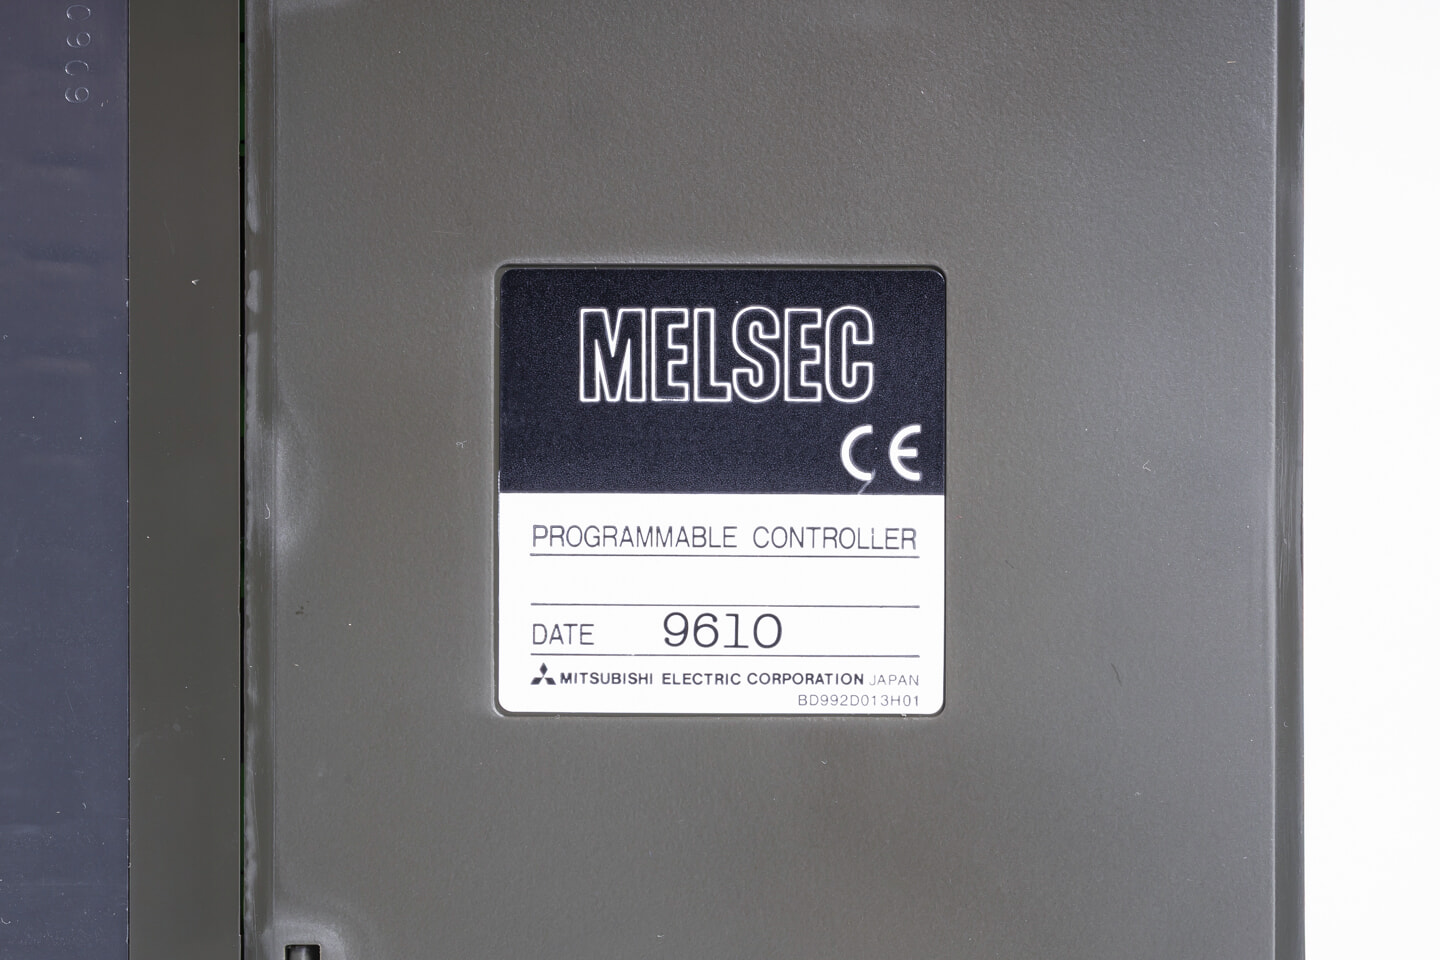 MELSEC
CE
PROGRAMMABLE CONTROLLER
DATE 9610
MITSUBISHI ELECTRIC CORPORATION JAPAN
BD992D013H01